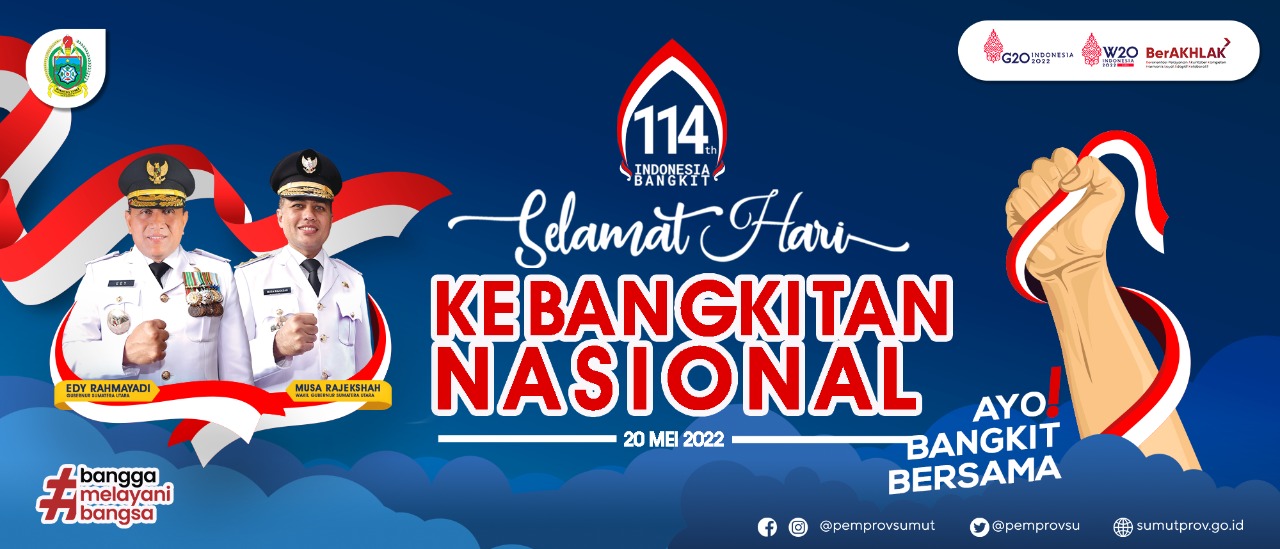 G20 INDONESIA
2022
W20
INDONESIA
2022
BerAKHLAK
114th
INDONESIA
BANGKIT
Selamat Hari
KEBANGKITAN
NASIONAL
20 MEI 2022
EDY RAHMAYADI
GUBERNUR SUMATERA UTARA
MUSA RAJEKSHAH
WAKIL GUBERNUR SUMATERA UTARA
AYO!
BANGKIT
BERSAMA
#bangga
melayani
bangsa
@pemprovsumut
@pemprovsu
sumutprov.go.id